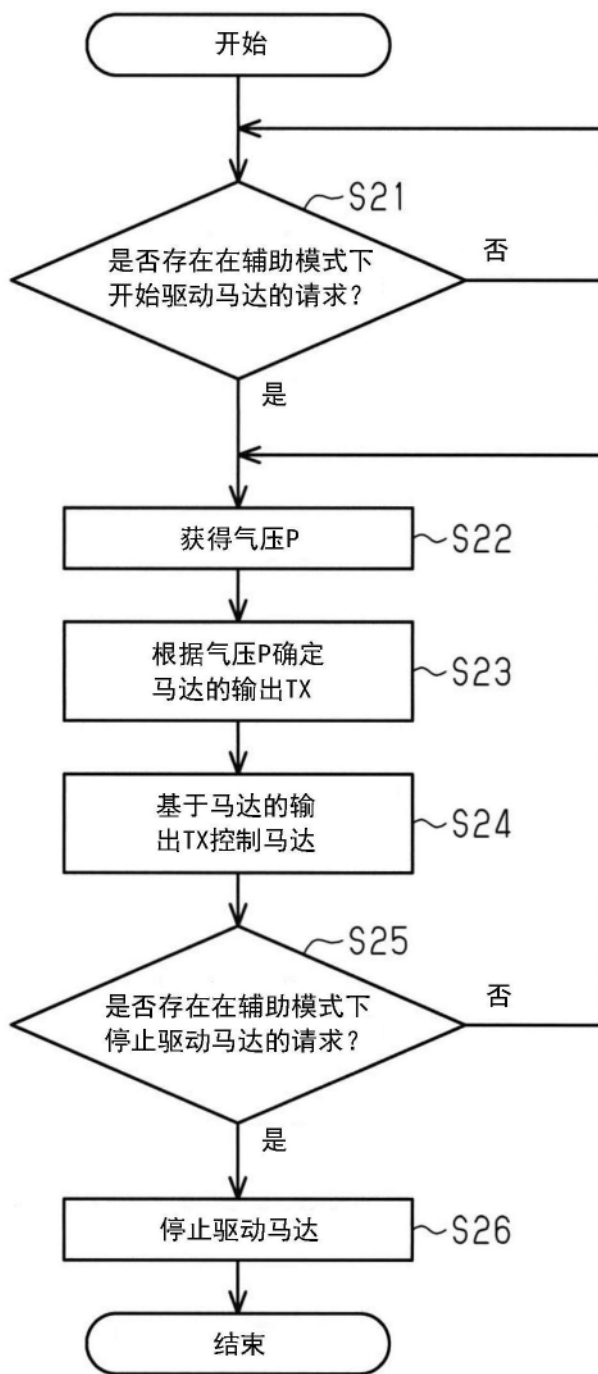 开始
S21
是否存在在辅助模式下
开始驱动马达的请求?
否
是
获得气压P
S22
根据气压P确定
马达的输出TX
S23
基于马达的输
出TX控制马达
S24
S25
是否存在在辅助模式下
停止驱动马达的请求?
否
是
停止驱动马达
S26
结束